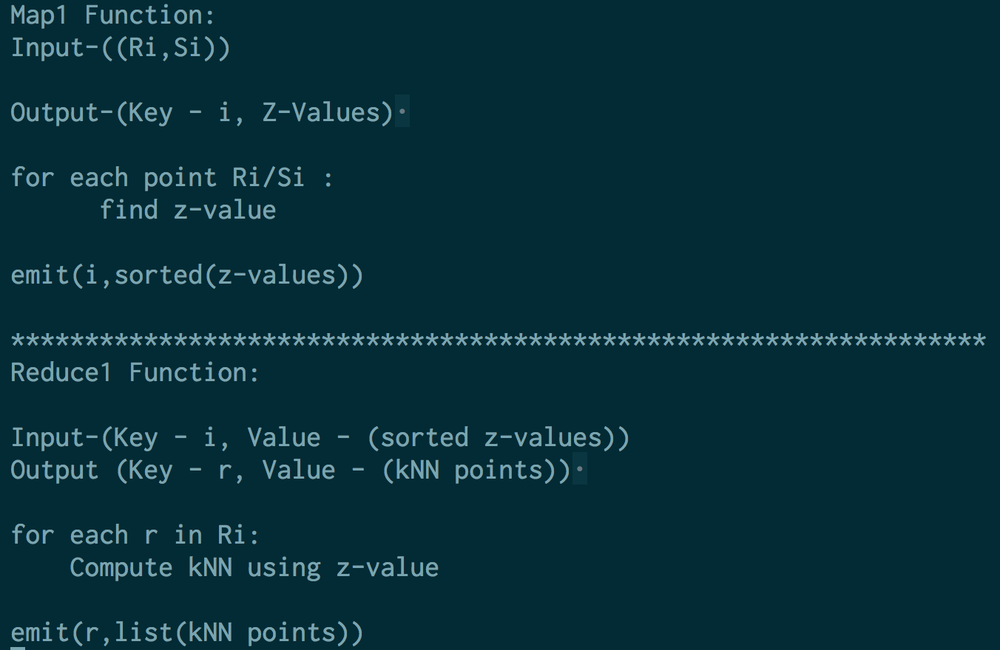 Map1 Function:
Input-((Ri,Si))
Output-(Key - i, Z-Values)
for each point Ri/Si :
find z-value
emit(i,sorted(z-values))
******************************************************************
Reduce1 Function:
Input-(Key - i, Value - (sorted z-values))
Output (Key - r, Value - (kNN points))
for each r in Ri:
Compute kNN using z-value
emit(r,list(kNN points))